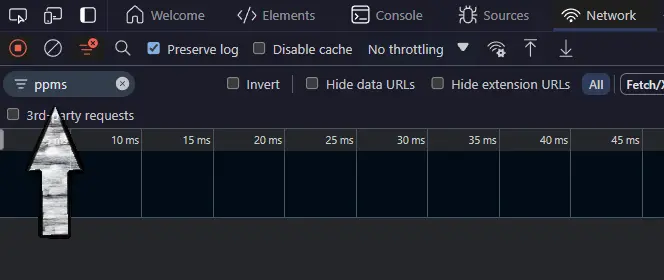 Welcome Elements Console Sources Network
Preserve log Disable cache No throttling
ppms Invert Hide data URLs Hide extension URLs All Fetch/X
3rd-party requests
10 ms 15 ms 20 ms 25 ms 30 ms 35 ms 40 ms 45 ms